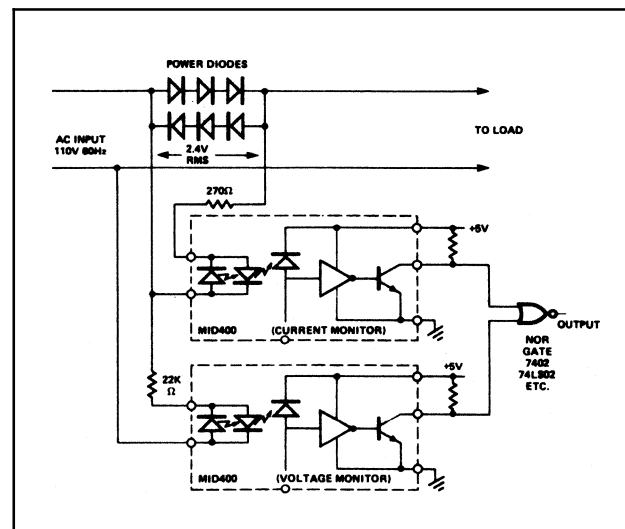 POWER DIODES
AC INPUT
110V 60Hz
2.4V
RMS
TO LOAD
270Ω
+5V
MID400 (CURRENT MONITOR)
OUTPUT
NOR
GATE
7402
74LS02
ETC.
22K
Ω
+5V
MID400 (VOLTAGE MONITOR)